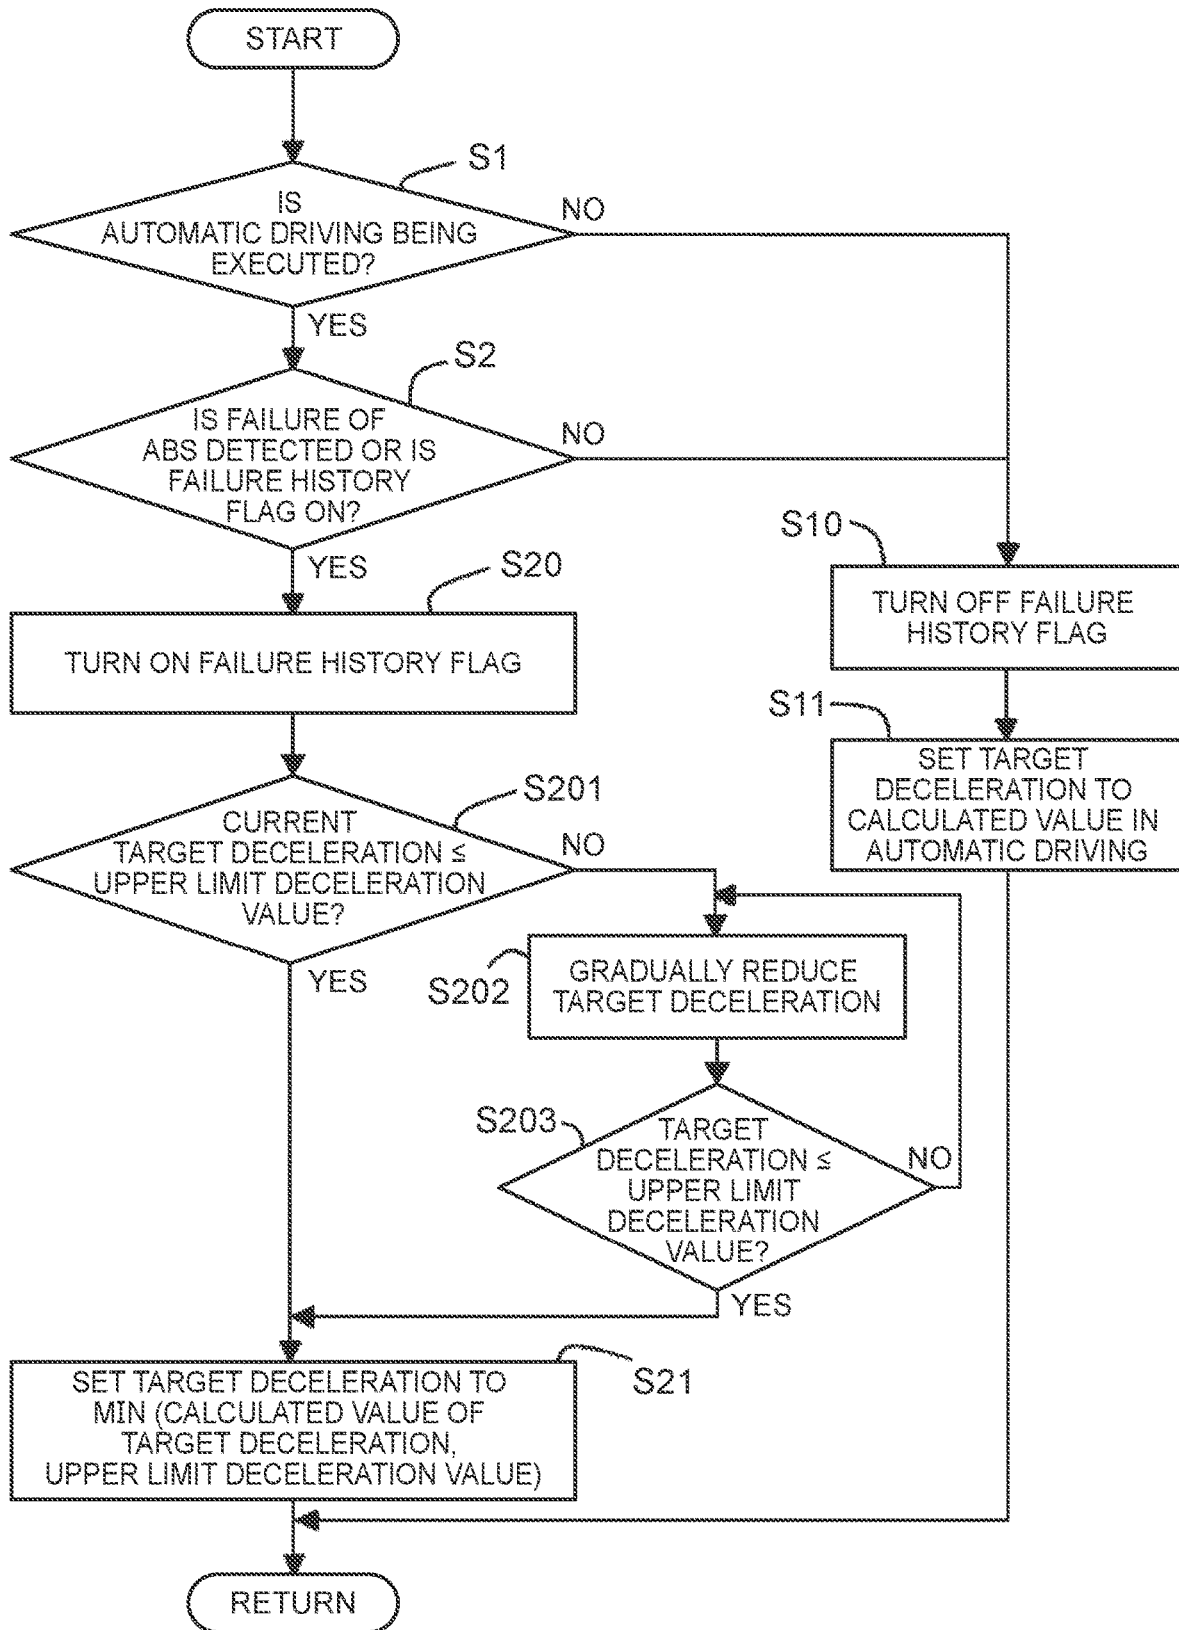 START
S1
IS
AUTOMATIC DRIVING BEING
EXECUTED?
NO
YES
S2
IS FAILURE OF
ABS DETECTED OR IS
FAILURE HISTORY
FLAG ON?
NO
YES
S10
TURN OFF FAILURE
HISTORY FLAG
S20
TURN ON FAILURE HISTORY FLAG
S11
SET TARGET
DECELERATION TO
CALCULATED VALUE IN
AUTOMATIC DRIVING
S201
CURRENT
TARGET DECELERATION ≤
UPPER LIMIT DECELERATION
VALUE?
NO
YES
S202
GRADUALLY REDUCE
TARGET DECELERATION
S203
TARGET
DECELERATION ≤
UPPER LIMIT
DECELERATION
VALUE?
NO
YES
S21
SET TARGET DECELERATION TO
MIN (CALCULATED VALUE OF
TARGET DECELERATION,
UPPER LIMIT DECELERATION VALUE)
RETURN